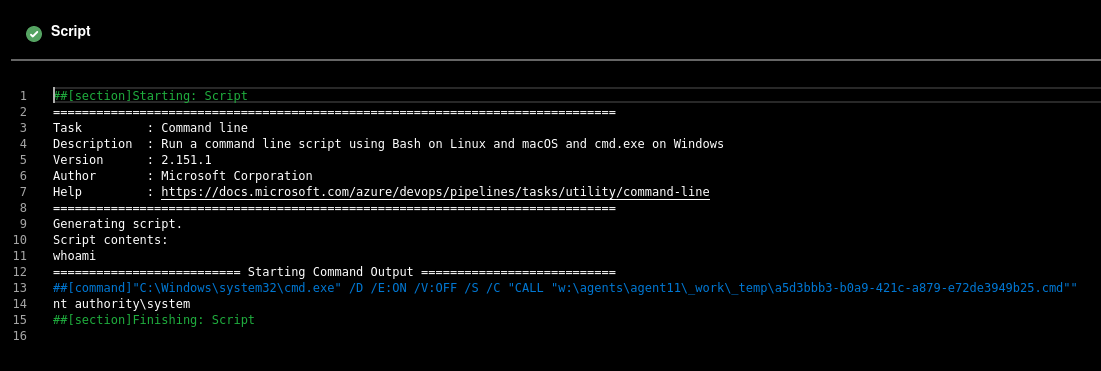 Script
1 ##[section]Starting: Script
2 ==============================================================================
3 Task         : Command line
4 Description  : Run a command line script using Bash on Linux and macOS and cmd.exe on Windows
5 Version      : 2.151.1
6 Author       : Microsoft Corporation
7 Help         : https://docs.microsoft.com/azure/devops/pipelines/tasks/utility/command-line
8 ==============================================================================
9 Generating script.
10 Script contents:
11 whoami
12 ========================== Starting Command Output ===========================
13 ##[command]"C:\Windows\system32\cmd.exe" /D /E:ON /V:OFF /S /C "CALL "w:\agents\agent11\_work\_temp\a5d3bbb3-b0a9-421c-a879-e72de3949b25.cmd""
14 nt authority\system
15 ##[section]Finishing: Script
16